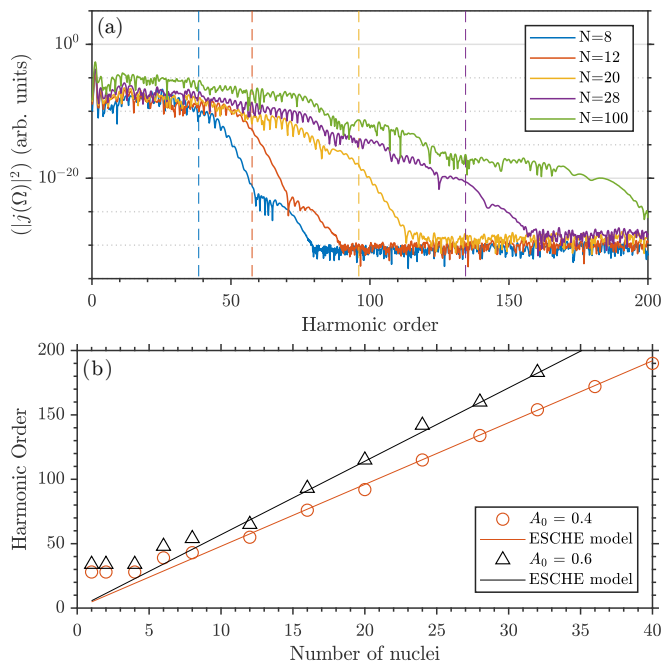 (a)
10^0
10^−20
(|j(Ω)|^2) (arb. units)
N=8
N=12
N=20
N=28
N=100
0 50 100 150 200
Harmonic order
(b)
200
150
100
50
0
Harmonic Order
A_0 = 0.4
ESCHE model
A_0 = 0.6
ESCHE model
0 5 10 15 20 25 30 35 40
Number of nuclei